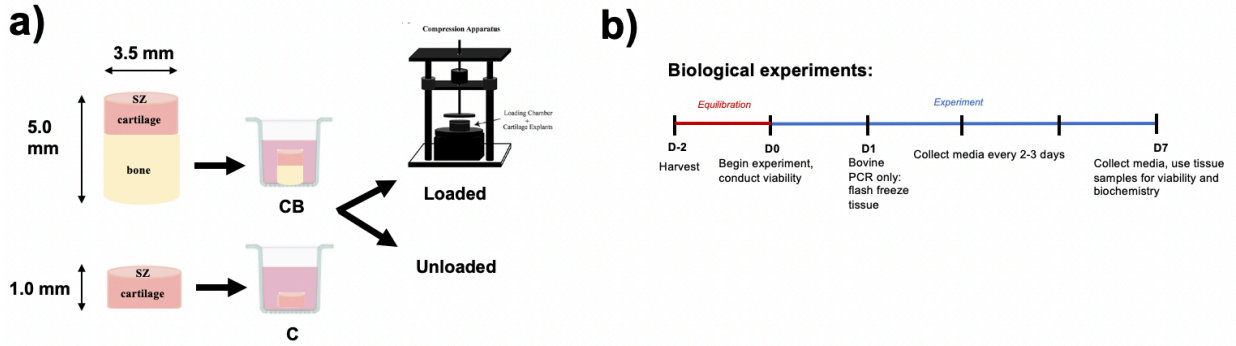 a)
3.5 mm
SZ
cartilage
5.0
mm
bone
CB
Compression Apparatus
Loading Chamber
+
Cartilage Explants
Loaded
Unloaded
1.0 mm
SZ
cartilage
C
b)
Biological experiments:
Equilibration
Experiment
D-2
Harvest
D0
Begin experiment,
conduct viability
D1
Bovine
PCR only:
flash freeze
tissue
Collect media every 2-3 days
D7
Collect media, use tissue
samples for viability and
biochemistry